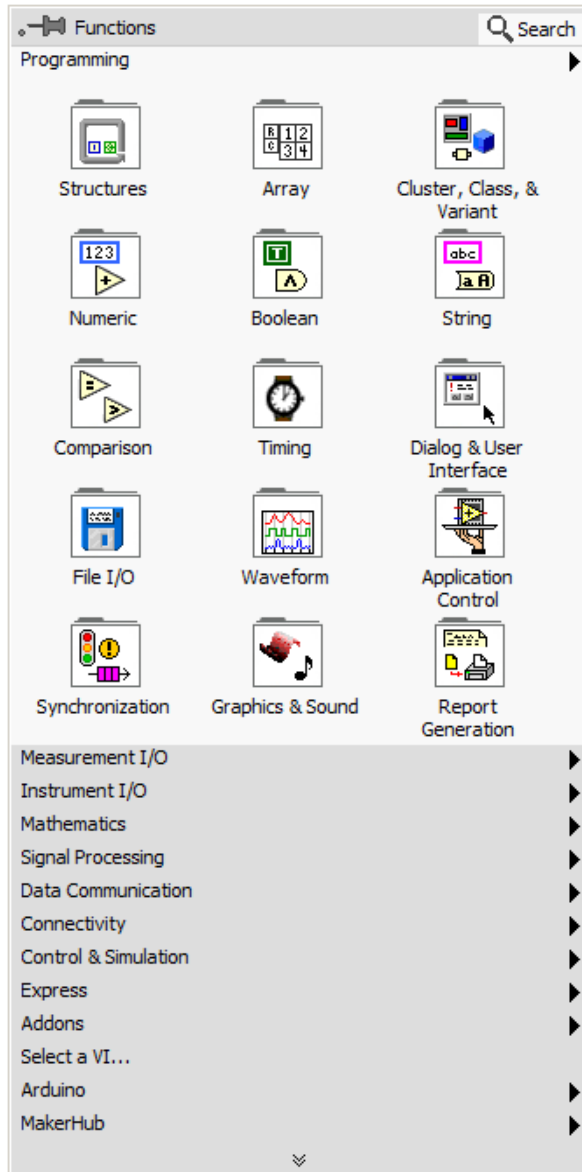 Functions
Search
Programming
Structures
Array
Cluster, Class, &
Variant
Numeric
Boolean
String
Comparison
Timing
Dialog & User
Interface
File I/O
Waveform
Application
Control
Synchronization
Graphics & Sound
Report
Generation
Measurement I/O
Instrument I/O
Mathematics
Signal Processing
Data Communication
Connectivity
Control & Simulation
Express
Addons
Select a VI...
Arduino
MakerHub